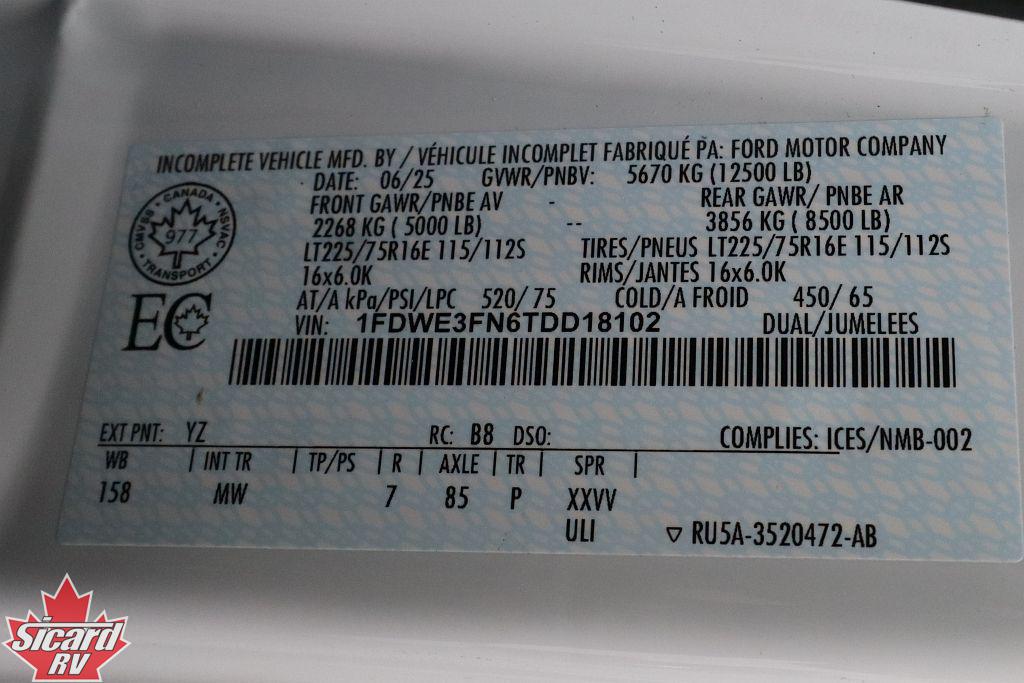 INCOMPLETE VEHICLE MFD. BY / VÉHICULE INCOMPLET FABRIQUÉ PA: FORD MOTOR COMPANY
DATE: 06/25 GVWR/PNBV: 5670 KG (12500 LB)
FRONT GAWR/PNBE AV - REAR GAWR/ PNBE AR
2268 KG ( 5000 LB) -- 3856 KG ( 8500 LB)
LT225/75R16E 115/112S TIRES/PNEUS LT225/75R16E 115/112S
16x6.0K RIMS/JANTES 16x6.0K
AT/A kPa/PSI/LPC 520/ 75 COLD/A FROID 450/ 65
VIN: 1FDWE3FN6TDD18102 DUAL/JUMELEES
CANADA
CMVSS NSVAC
977
TRANSPORT
EC
EXT PNT: YZ RC: B8 DSO: COMPLIES: ICES/NMB-002
WB | INT TR | TP/PS | R | AXLE | TR | SPR |
158 MW 7 85 P XXVV
ULI ▽ RU5A-3520472-AB
Sicard
RV